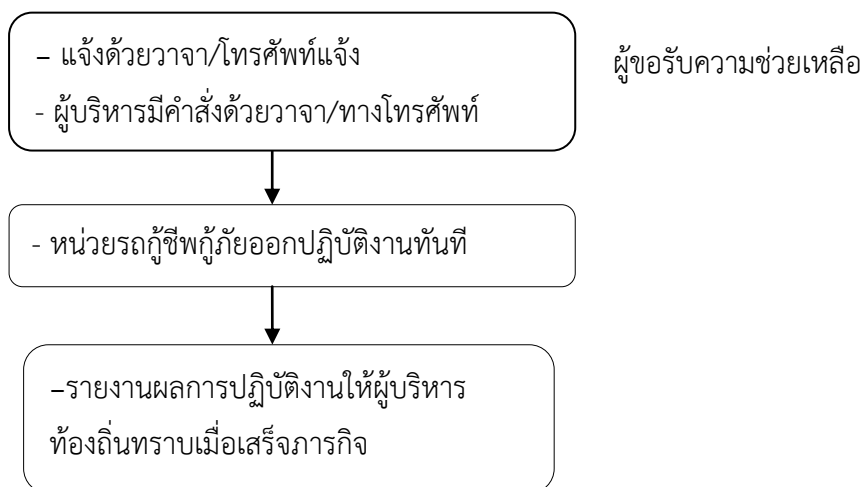 – แจ้งด้วยวาจา/โทรศัพท์แจ้ง
ผู้ขอรับความช่วยเหลือ
- ผู้บริหารมีคำสั่งด้วยวาจา/ทางโทรศัพท์
- หน่วยรถกู้ชีพกู้ภัยออกปฏิบัติงานทันที
–รายงานผลการปฏิบัติงานให้ผู้บริหาร
ท้องถิ่นทราบเมื่อเสร็จภารกิจ